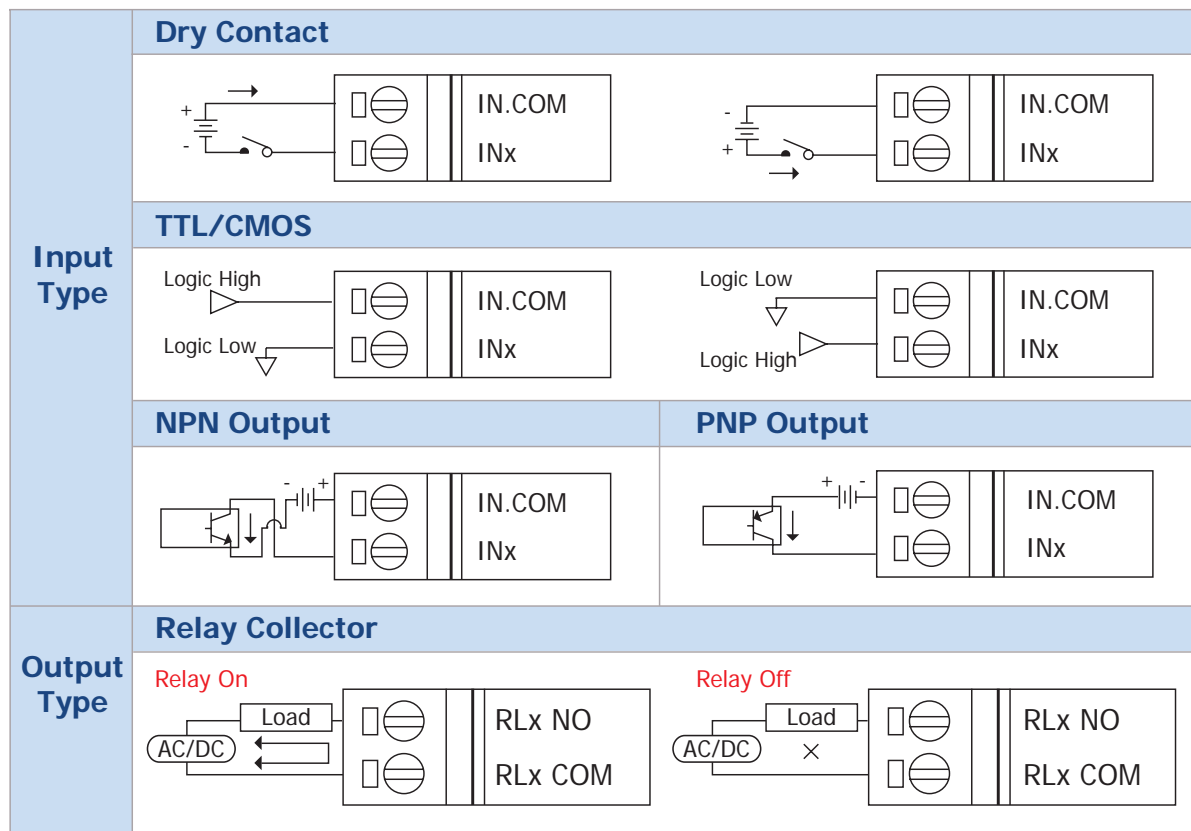 Input
Type
Dry Contact
+
-
IN.COM
INx
-
+
IN.COM
INx
TTL/CMOS
Logic High
Logic Low
IN.COM
INx
Logic Low
Logic High
IN.COM
INx
NPN Output
- +
IN.COM
INx
PNP Output
+ -
IN.COM
INx
Output
Type
Relay Collector
Relay On
Load
AC/DC
RLx NO
RLx COM
Relay Off
Load
AC/DC
RLx NO
RLx COM